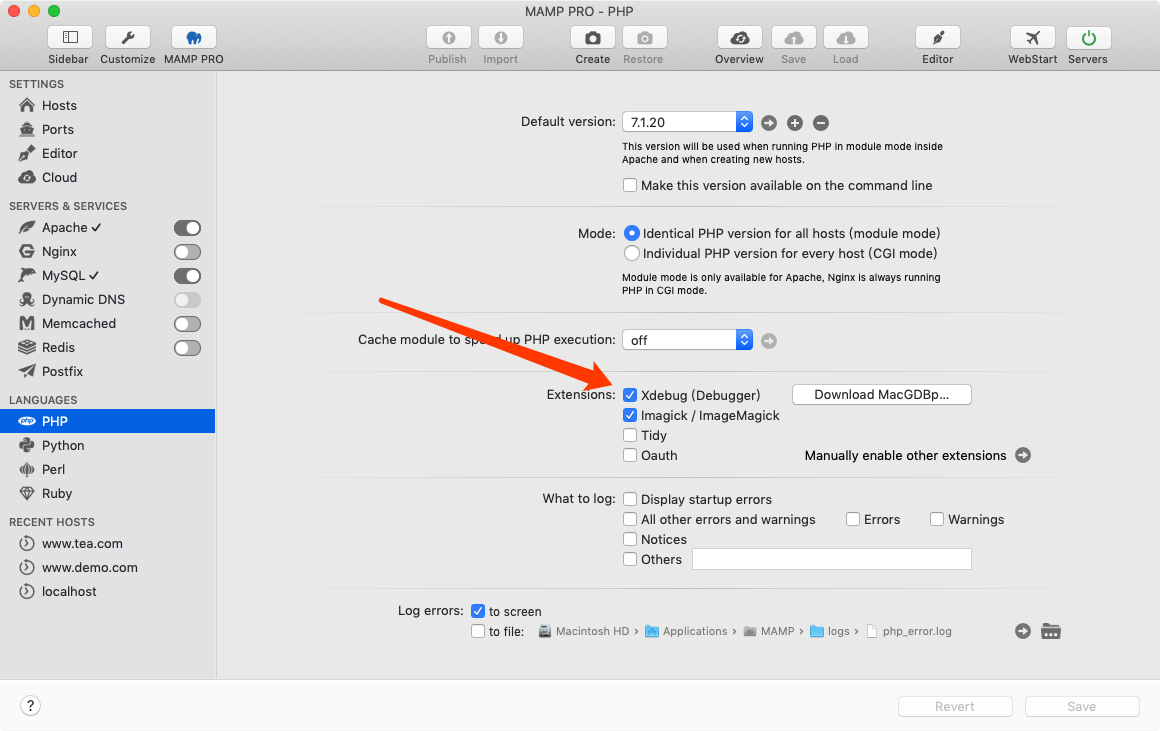 MAMP PRO - PHP
Sidebar Customize MAMP PRO Publish Import Create Restore Overview Save Load Editor WebStart Servers
SETTINGS
Hosts
Ports
Editor
Cloud
SERVERS & SERVICES
Apache ✓
Nginx
MySQL ✓
Dynamic DNS
Memcached
Redis
Postfix
LANGUAGES
php PHP
Python
Perl
Ruby
RECENT HOSTS
www.tea.com
www.demo.com
localhost
Default version: 7.1.20
This version will be used when running PHP in module mode inside
Apache and when creating new hosts.
Make this version available on the command line
Mode: Identical PHP version for all hosts (module mode)
Individual PHP version for every host (CGI mode)
Module mode is only available for Apache, Nginx is always running
PHP in CGI mode.
Cache module to speed up PHP execution: off
Extensions: Xdebug (Debugger) Download MacGDBp...
Imagick / ImageMagick
Tidy
Oauth Manually enable other extensions
What to log: Display startup errors
All other errors and warnings Errors Warnings
Notices
Others
Log errors: to screen
to file: Macintosh HD › Applications › MAMP › logs › php_error.log
? Revert Save